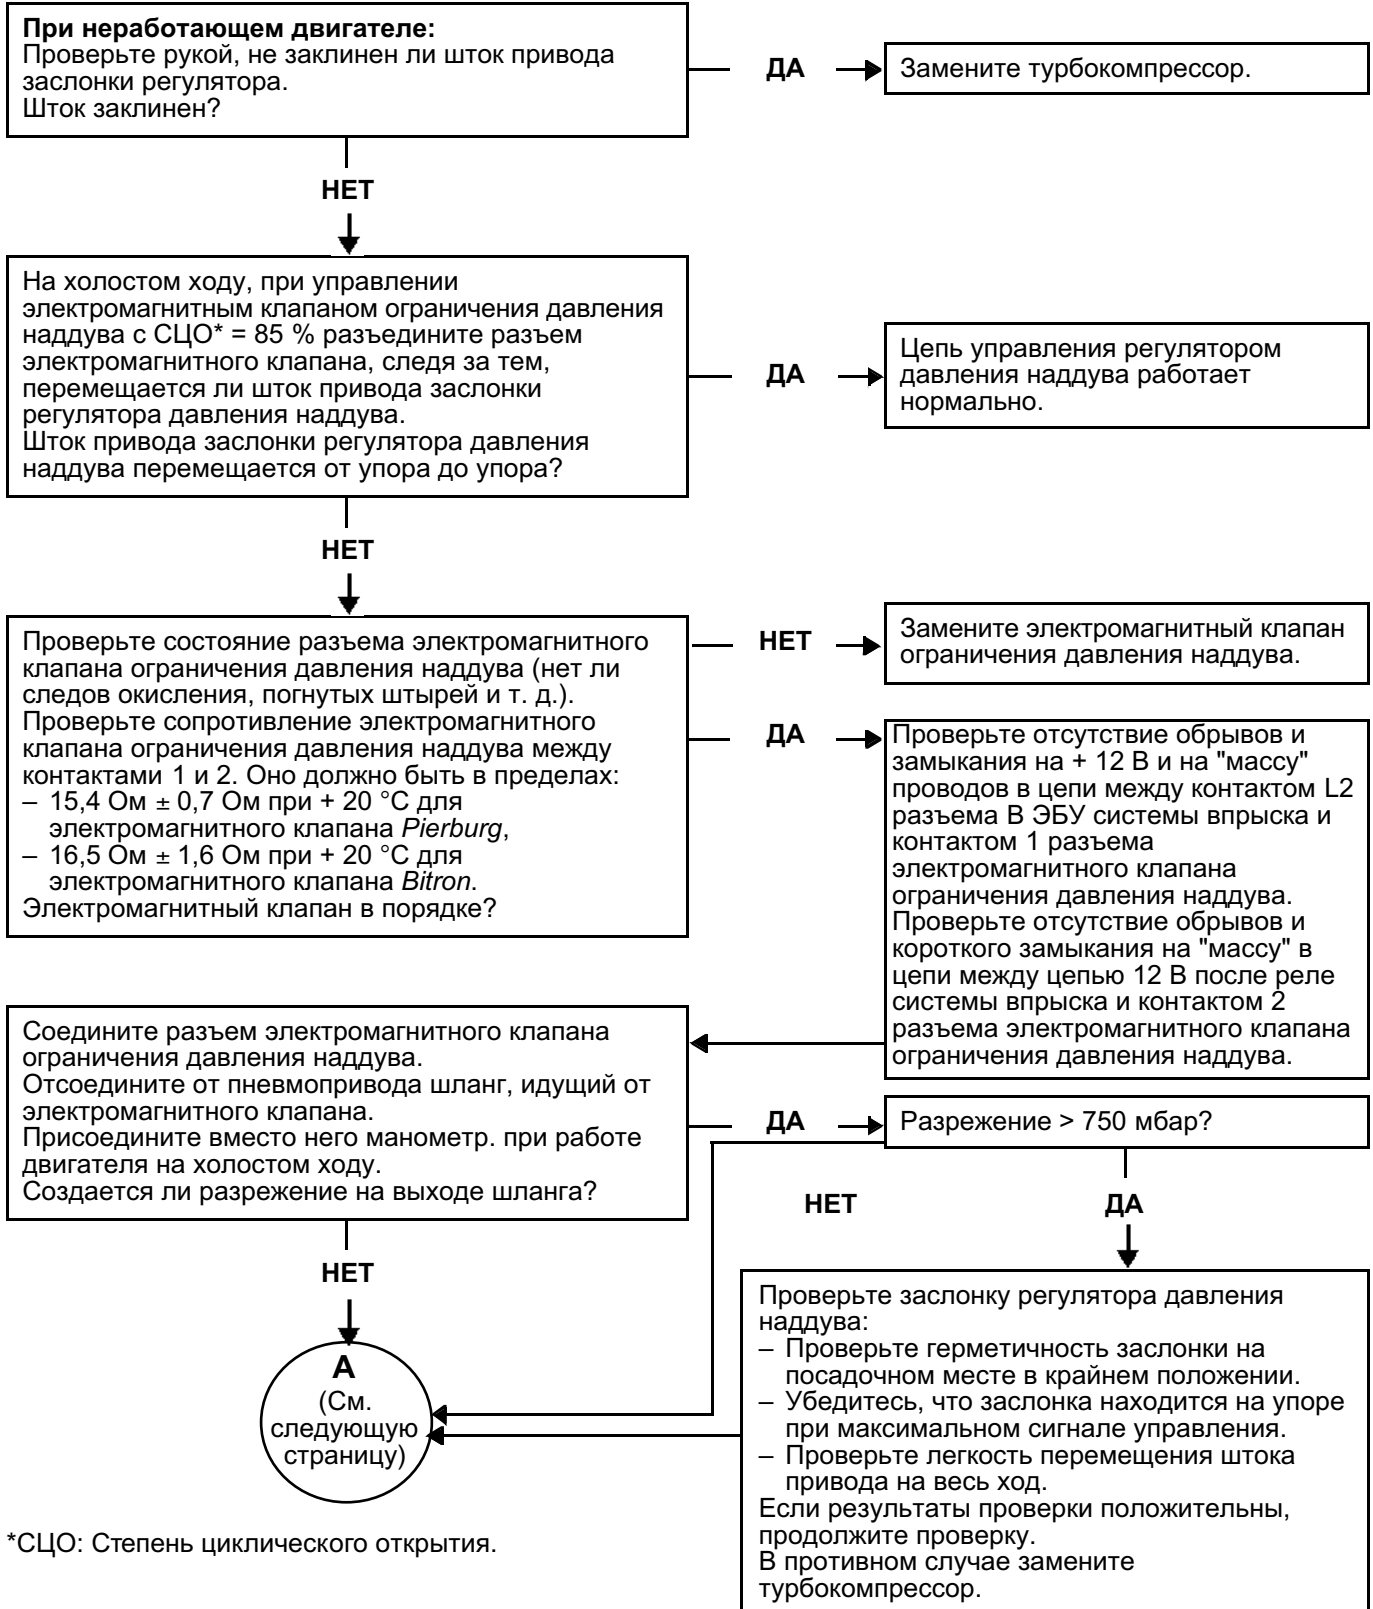 При неработающем двигателе:
Проверьте рукой, не заклинен ли шток привода
заслонки регулятора.
Шток заклинен?
ДА
Замените турбокомпрессор.
НЕТ
На холостом ходу, при управлении
электромагнитным клапаном ограничения давления
наддува с СЦО* = 85 % разъедините разъем
электромагнитного клапана, следя за тем,
перемещается ли шток привода заслонки
регулятора давления наддува.
Шток привода заслонки регулятора давления
наддува перемещается от упора до упора?
ДА
Цепь управления регулятором
давления наддува работает
нормально.
НЕТ
Проверьте состояние разъема электромагнитного
клапана ограничения давления наддува (нет ли
следов окисления, погнутых штырей и т. д.).
Проверьте сопротивление электромагнитного
клапана ограничения давления наддува между
контактами 1 и 2. Оно должно быть в пределах:
– 15,4 Ом ± 0,7 Ом при + 20 °C для
электромагнитного клапана Pierburg,
– 16,5 Ом ± 1,6 Ом при + 20 °C для
электромагнитного клапана Bitron.
Электромагнитный клапан в порядке?
НЕТ
Замените электромагнитный клапан
ограничения давления наддува.
ДА
Проверьте отсутствие обрывов и
замыкания на + 12 В и на "массу"
проводов в цепи между контактом L2
разъема В ЭБУ системы впрыска и
контактом 1 разъема
электромагнитного клапана
ограничения давления наддува.
Проверьте отсутствие обрывов и
короткого замыкания на "массу" в
цепи между цепью 12 В после реле
системы впрыска и контактом 2
разъема электромагнитного клапана
ограничения давления наддува.
Соедините разъем электромагнитного клапана
ограничения давления наддува.
Отсоедините от пневмопривода шланг, идущий от
электромагнитного клапана.
Присоедините вместо него манометр. при работе
двигателя на холостом ходу.
Создается ли разрежение на выходе шланга?
ДА
Разрежение > 750 мбар?
НЕТ
ДА
НЕТ
Проверьте заслонку регулятора давления
наддува:
– Проверьте герметичность заслонки на
посадочном месте в крайнем положении.
– Убедитесь, что заслонка находится на упоре
при максимальном сигнале управления.
– Проверьте легкость перемещения штока
привода на весь ход.
Если результаты проверки положительны,
продолжите проверку.
В противном случае замените
турбокомпрессор.
А
(См.
следующую
страницу)
*СЦО: Степень циклического открытия.